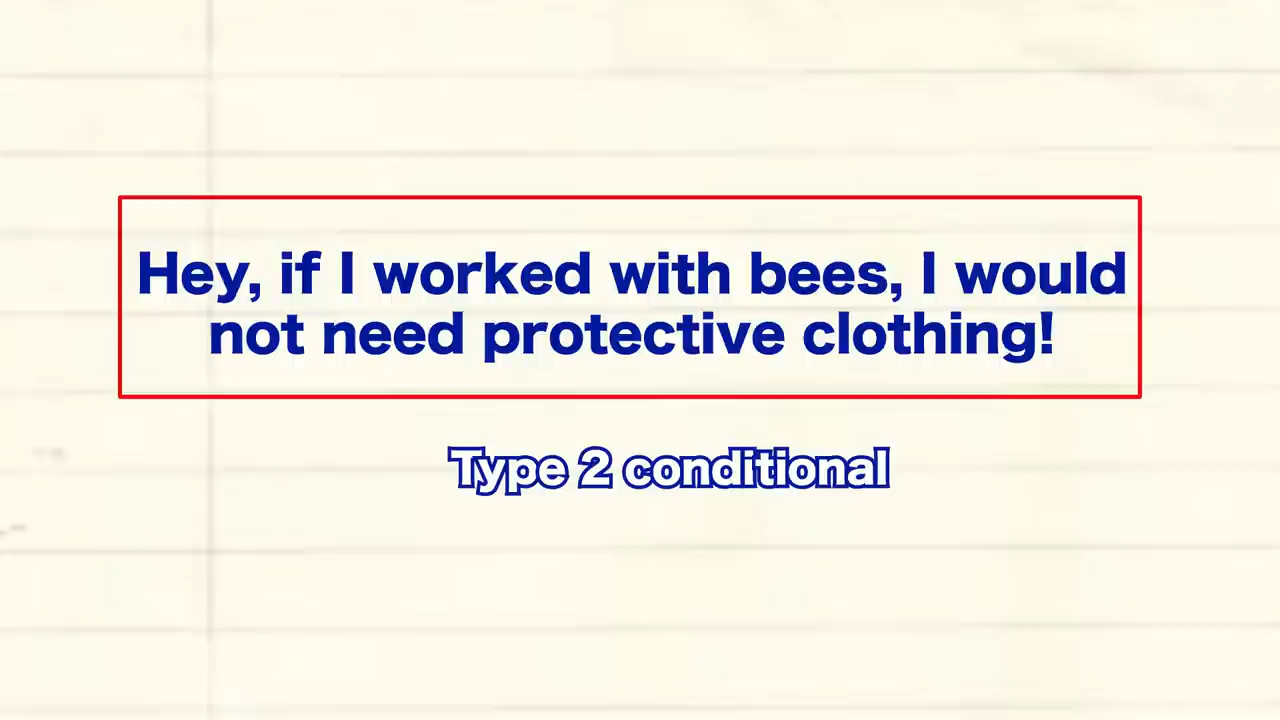 Hey, if I worked with bees, I would
not need protective clothing!
Type 2 conditional